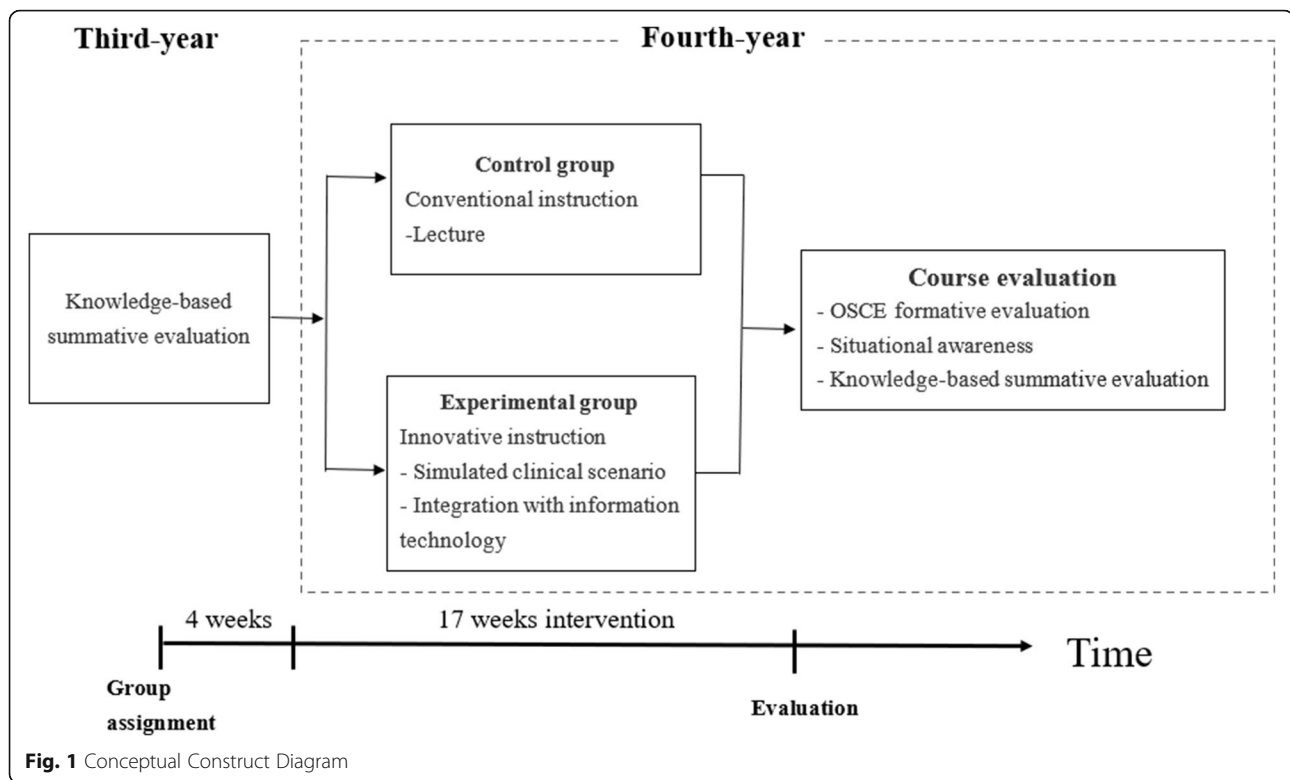 Third-year
Fourth-year
Control group
Conventional instruction
-Lecture
Knowledge-based
summative evaluation
Course evaluation
- OSCE formative evaluation
- Situational awareness
- Knowledge-based summative evaluation
Experimental group
Innovative instruction
- Simulated clinical scenario
- Integration with information
technology
4 weeks
17 weeks intervention
Time
Group
assignment
Evaluation
Fig. 1 Conceptual Construct Diagram